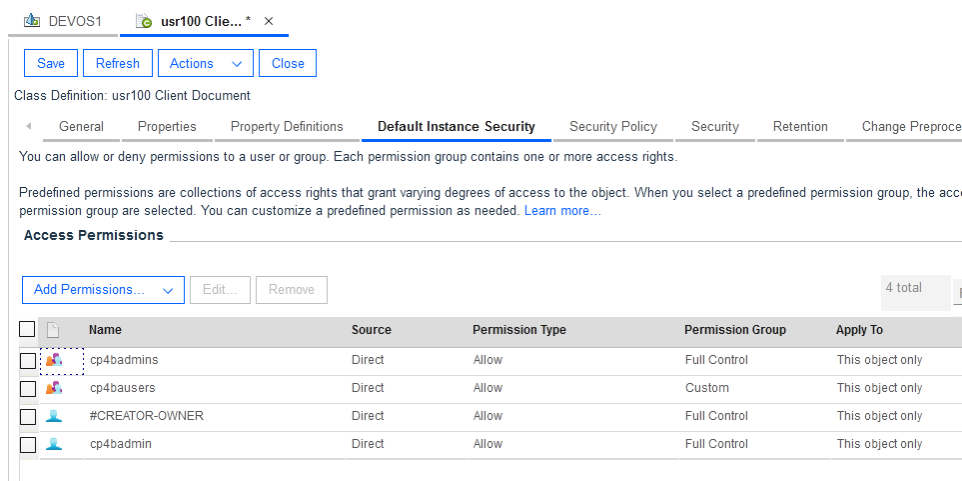 DEVOS1 usr100 Clie... * ×
Save Refresh Actions Close
Class Definition: usr100 Client Document
General Properties Property Definitions Default Instance Security Security Policy Security Retention Change Preproce
You can allow or deny permissions to a user or group. Each permission group contains one or more access rights.
Predefined permissions are collections of access rights that grant varying degrees of access to the object. When you select a predefined permission group, the acce
permission group are selected. You can customize a predefined permission as needed. Learn more...
Access Permissions
Add Permissions... Edit... Remove 4 total
Name Source Permission Type Permission Group Apply To
cp4badmins Direct Allow Full Control This object only
cp4bausers Direct Allow Custom This object only
#CREATOR-OWNER Direct Allow Full Control This object only
cp4badmin Direct Allow Full Control This object only